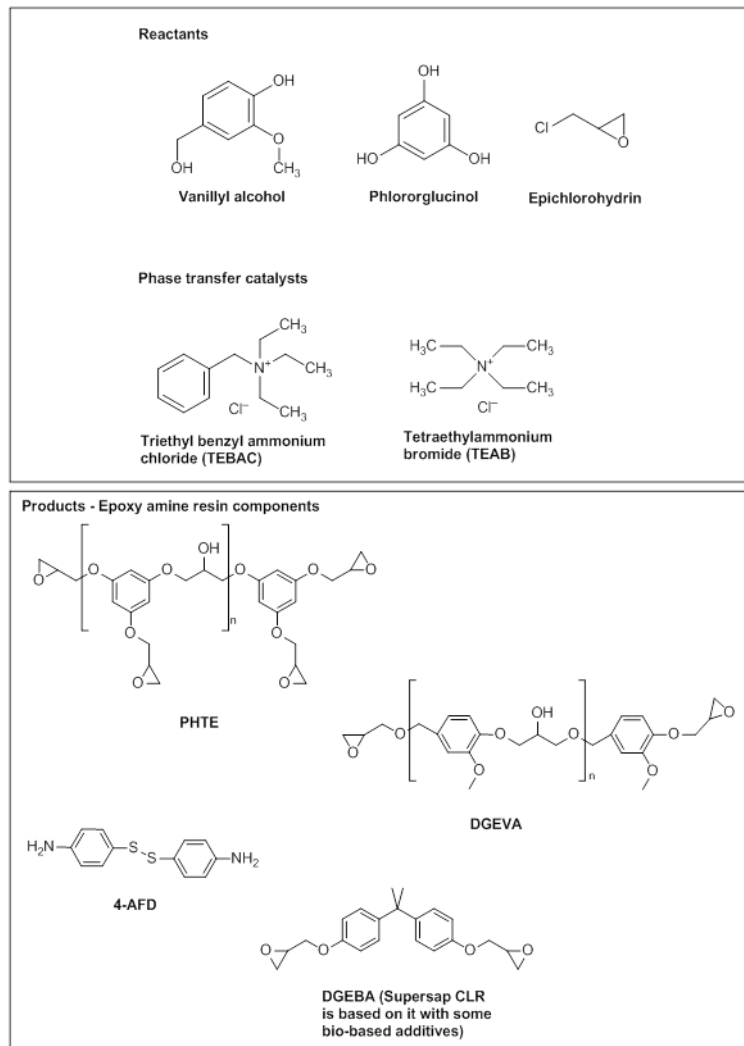 Reactants
OH
O
CH3
OH
Vanillyl alcohol
OH
HO
OH
Phlororglucinol
Cl
O
Epichlorohydrin
Phase transfer catalysts
CH3
N+
CH3
Cl–
CH3
Triethyl benzyl ammonium
chloride (TEBAC)
H3C
CH3
N+
H3C
CH3
Cl–
Tetraethylammonium
bromide (TEAB)
Products - Epoxy amine resin components
OH
O
O
O
O
O
O
n
O
O
O
O
PHTE
O
O
OH
O
O
O
O
O
n
O
O
DGEVA
H2N
S
S
NH2
4-AFD
O
O
O
O
DGEBA (Supersap CLR
is based on it with some
bio-based additives)